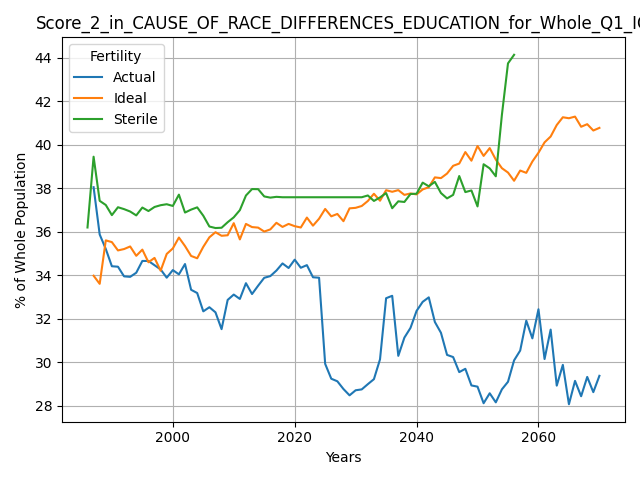 Score_2_in_CAUSE_OF_RACE_DIFFERENCES_EDUCATION_for_Whole_Q1_IC
Fertility
Actual
Ideal
Sterile
44
42
40
38
36
34
32
30
28
% of Whole Population
2000 2020 2040 2060
Years